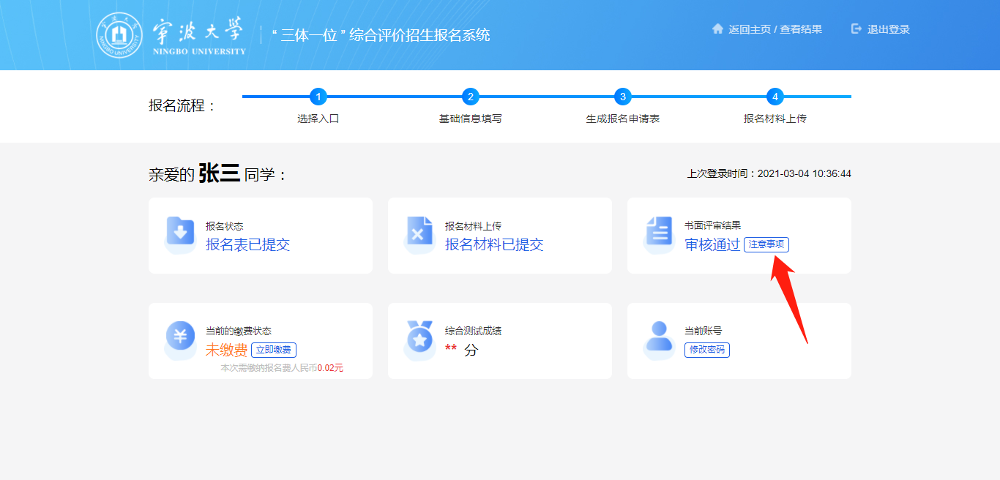 宁波大学
NINGBO UNIVERSITY
“ 三体一位 ” 综合评价招生报名系统
返回主页 / 查看结果
退出登录
报名流程：
1 2 3 4
选择入口 基础信息填写 生成报名申请表 报名材料上传
亲爱的 张三 同学：
上次登录时间：2021-03-04 10:36:44
报名状态
报名表已提交
报名材料上传
报名材料已提交
书面评审结果
审核通过 注意事项
当前的缴费状态
未缴费 立即缴费
本次需缴纳报名费人民币0.02元
综合测试成绩
** 分
当前账号
修改密码